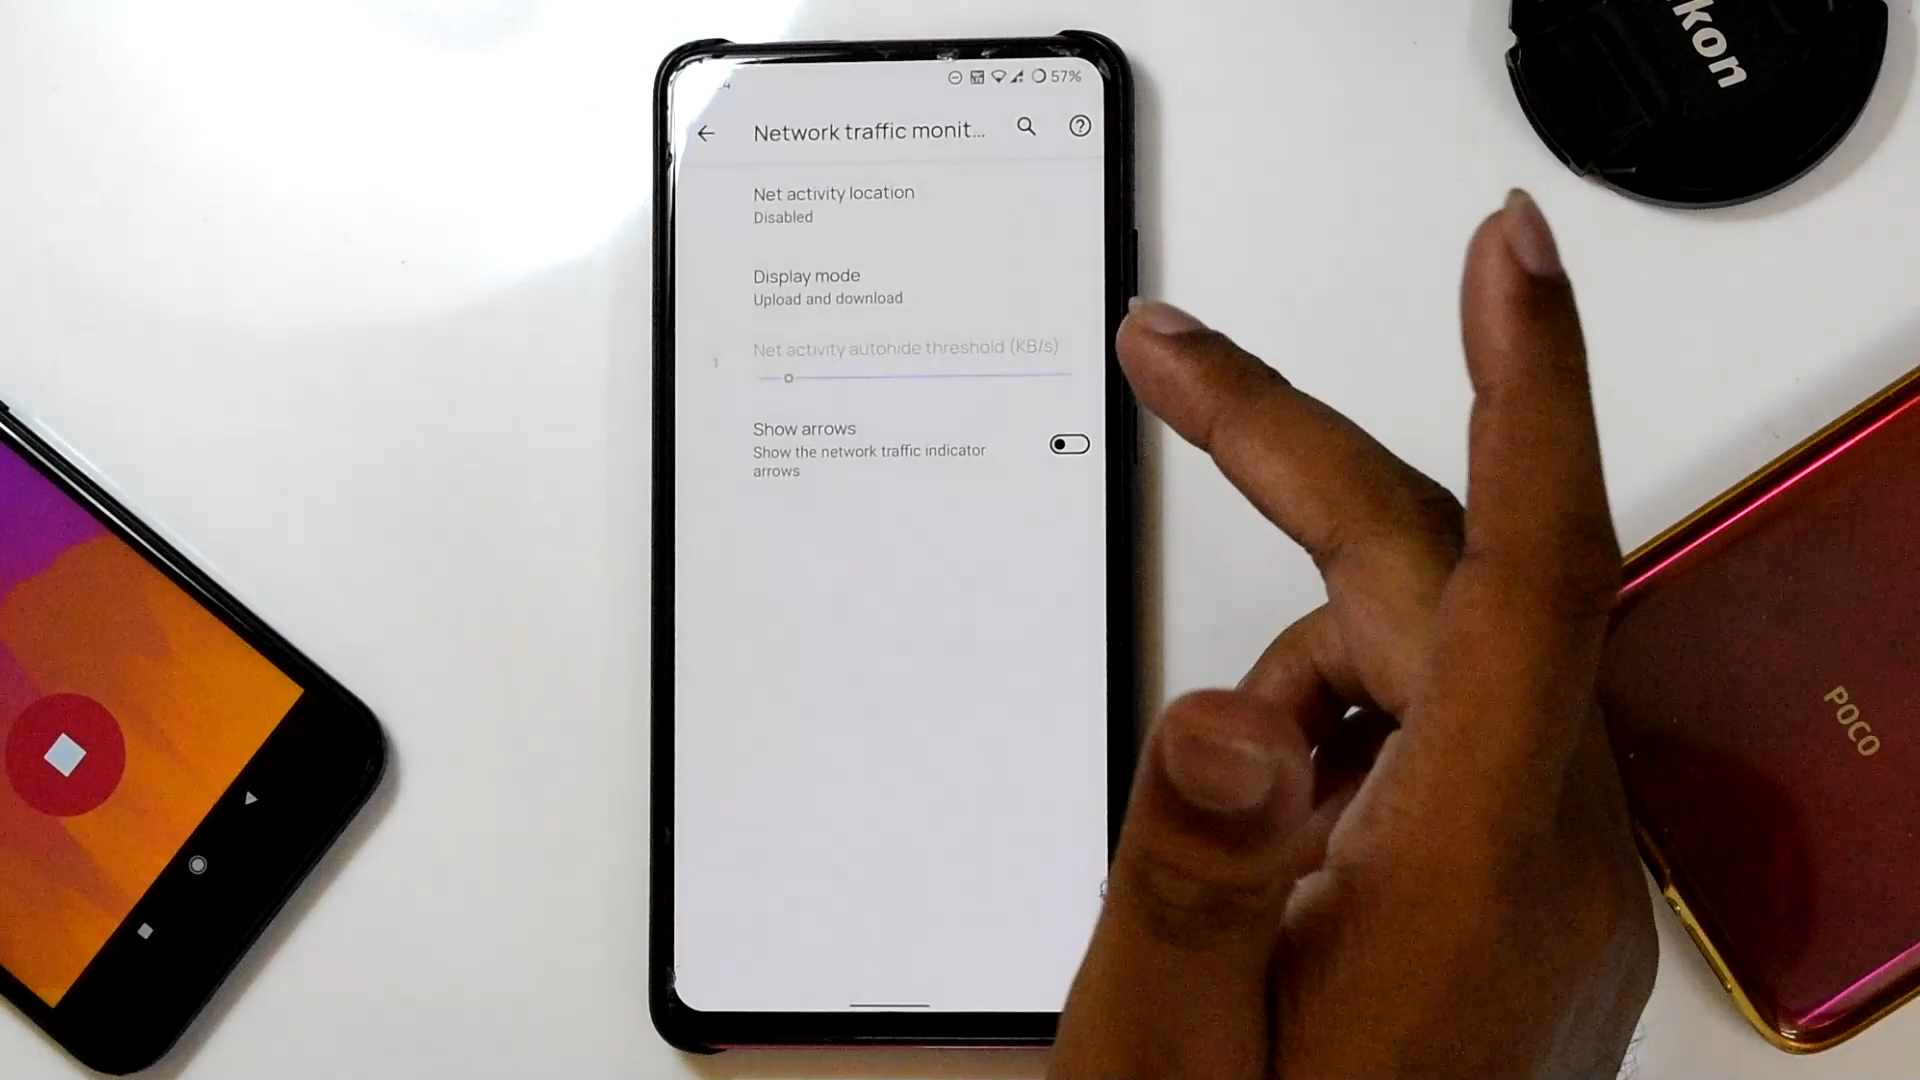 57%
Network traffic monit...
Net activity location
Disabled
Display mode
Upload and download
Net activity autohide threshold (KB/s)
1
Show arrows
Show the network traffic indicator
arrows
POCO